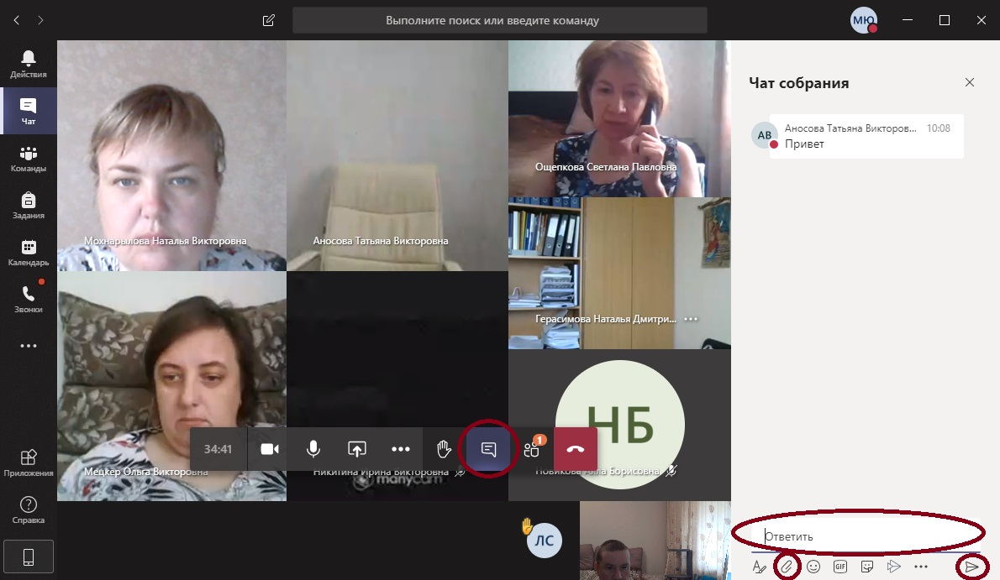 Выполните поиск или введите команду
МЮ
Действия
Чат
Команды
Задания
Календарь
Звонки
Приложения
Справка
Мохнарылова Наталья Викторовна
Аносова Татьяна Викторовна
Ощепкова Светлана Павловна
Герасимова Наталья Дмитри...
НБ
34:41
1
Мецкер Ольга Викторовна
Никитина Ирина Викторовна
manycam
Новикова Алла Борисовна
ЛС
Чат собрания
АВ
Аносова Татьяна Викторов...
10:08
Привет
Ответить
GIF